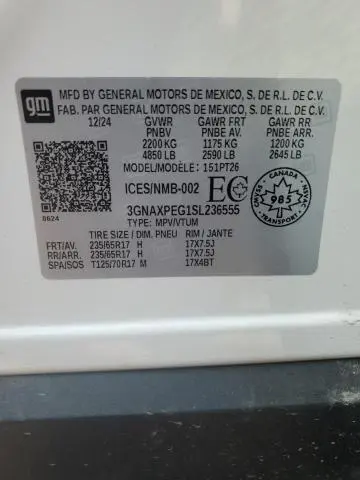 gm
MFD BY GENERAL MOTORS DE MEXICO, S. DE R.L. DE C.V.
FAB. PAR GENERAL MOTORS DE MEXICO, S. DE R.L. DE C.V.
12/24 GVWR GAWR FRT GAWR RR
PNBV PNBE AV. PNBE ARR.
2200 KG 1175 KG 1200 KG
4850 LB 2590 LB 2645 LB
MODEL/MODÈLE: 151PT26
ICES/NMB-002 EC
CANADA 985 TRANSPORT
8624
3GNAXPEG1SL236555
TYPE: MPV/VTUM
TIRE SIZE / DIM. PNEU RIM / JANTE
FRT/AV. 235/65R17 H 17X7.5J
RR/ARR. 235/65R17 H 17X7.5J
SPA/SOS T125/70R17 M 17X4BT